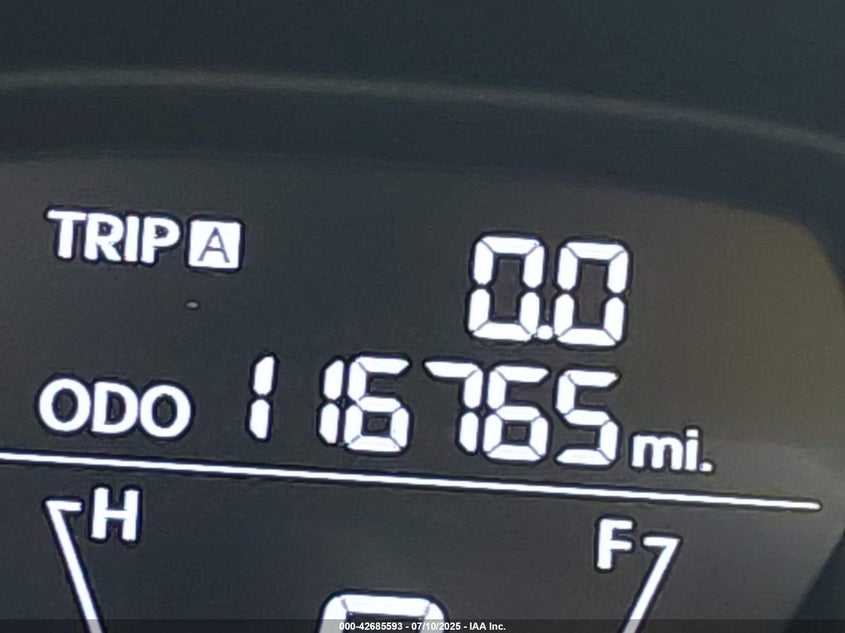 TRIP A 0.0
ODO 116765 mi.
H F
000-42685593 - 07/10/2025 - IAA Inc.